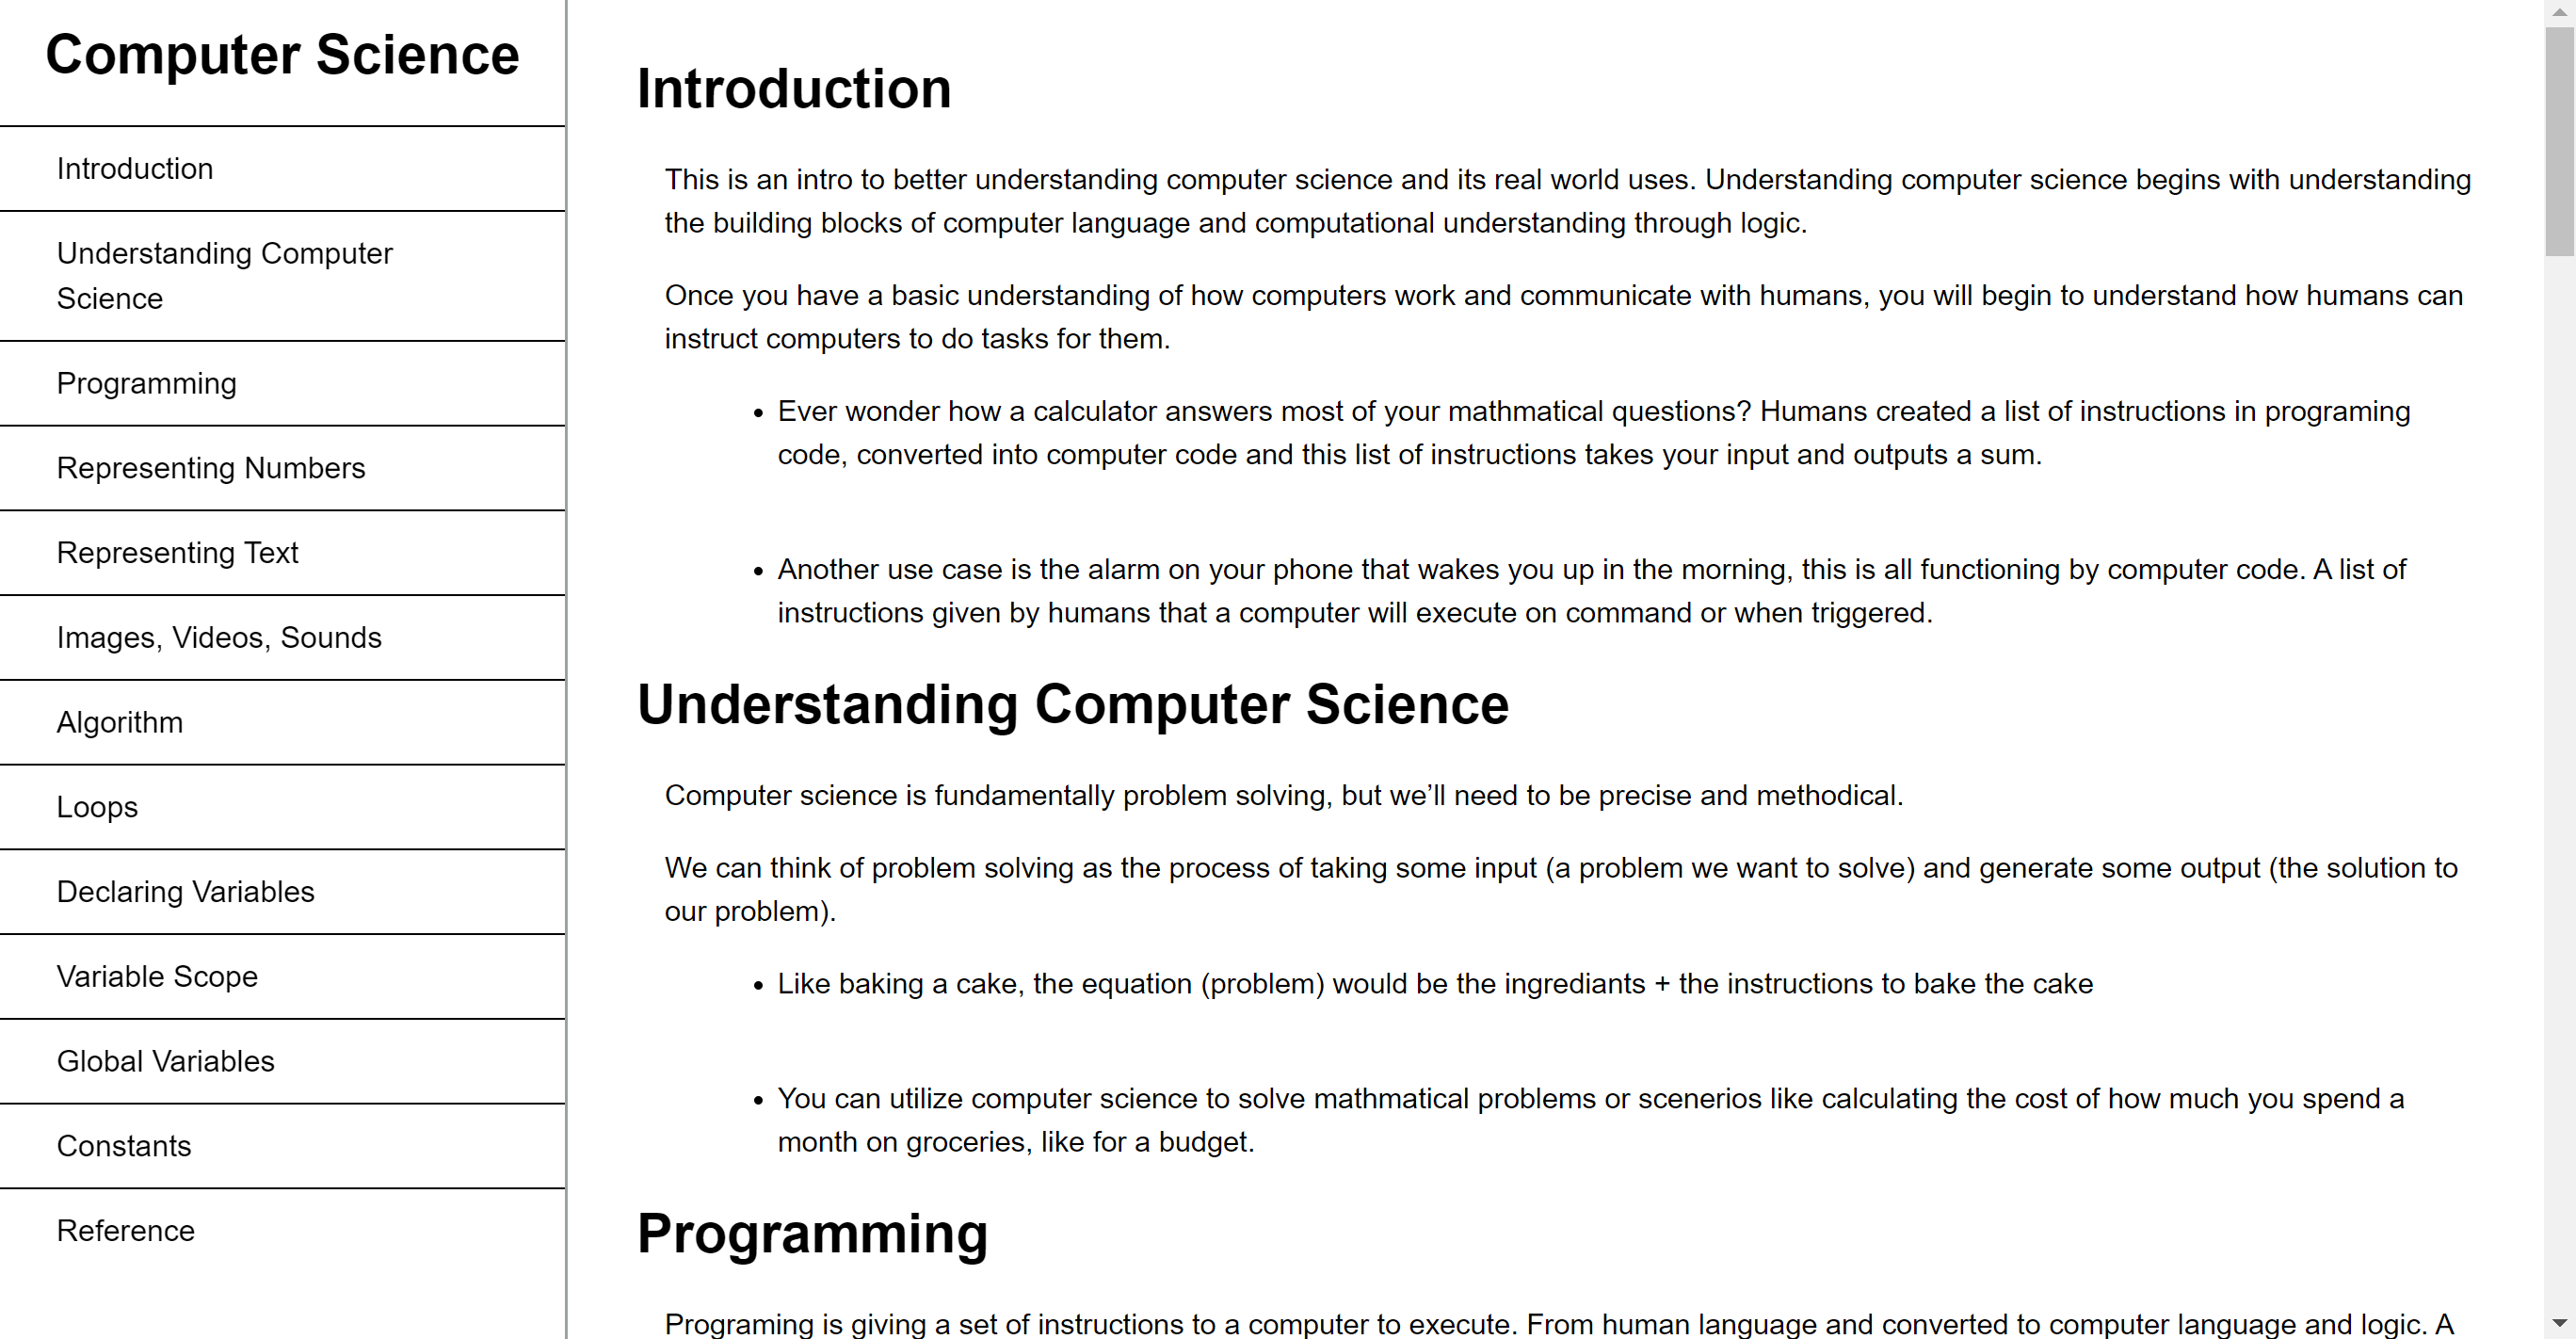 Computer Science
Introduction
Understanding Computer
Science
Programming
Representing Numbers
Representing Text
Images, Videos, Sounds
Algorithm
Loops
Declaring Variables
Variable Scope
Global Variables
Constants
Reference
Introduction
This is an intro to better understanding computer science and its real world uses. Understanding computer science begins with understanding
the building blocks of computer language and computational understanding through logic.
Once you have a basic understanding of how computers work and communicate with humans, you will begin to understand how humans can
instruct computers to do tasks for them.
• Ever wonder how a calculator answers most of your mathmatical questions? Humans created a list of instructions in programing
code, converted into computer code and this list of instructions takes your input and outputs a sum.
• Another use case is the alarm on your phone that wakes you up in the morning, this is all functioning by computer code. A list of
instructions given by humans that a computer will execute on command or when triggered.
Understanding Computer Science
Computer science is fundamentally problem solving, but we’ll need to be precise and methodical.
We can think of problem solving as the process of taking some input (a problem we want to solve) and generate some output (the solution to
our problem).
• Like baking a cake, the equation (problem) would be the ingrediants + the instructions to bake the cake
• You can utilize computer science to solve mathmatical problems or scenerios like calculating the cost of how much you spend a
month on groceries, like for a budget.
Programming
Programing is giving a set of instructions to a computer to execute. From human language and converted to computer language and logic. A